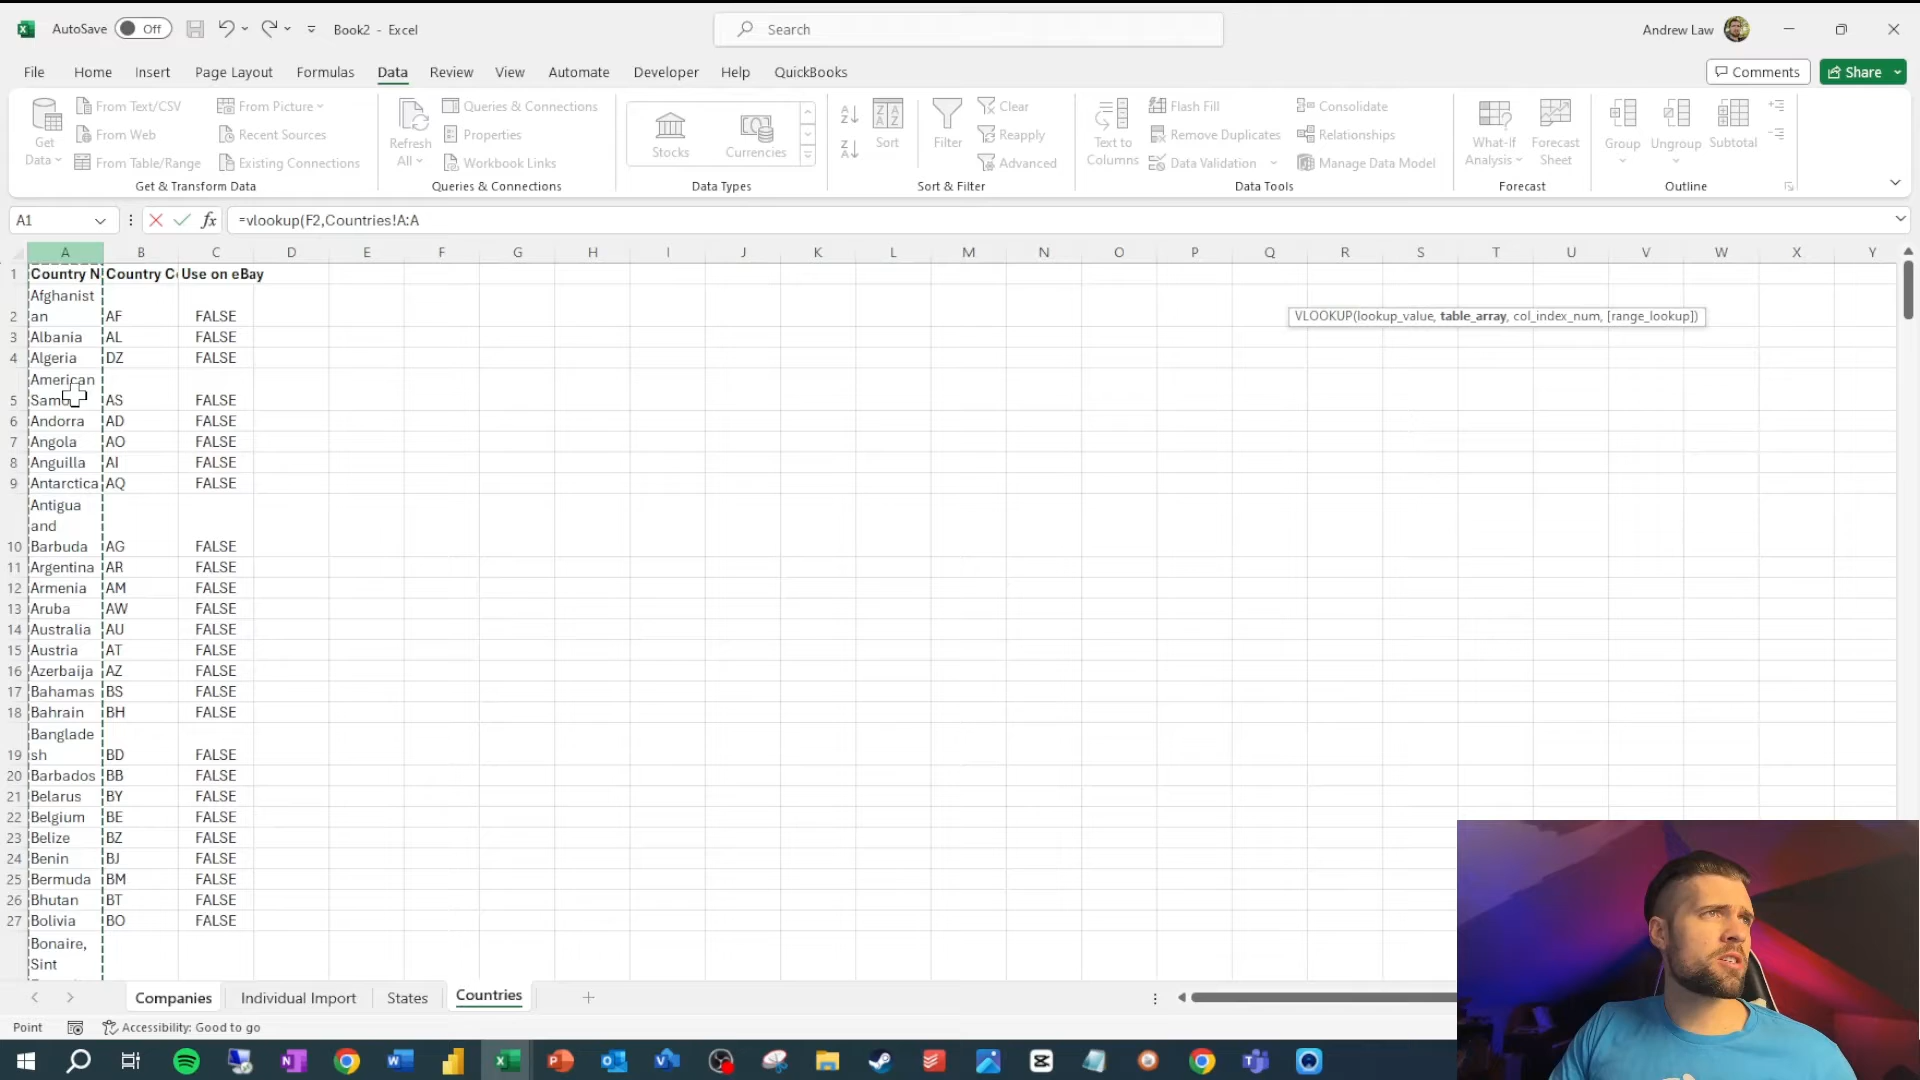 AutoSave Off Book2 - Excel Search Andrew Law
File Home Insert Page Layout Formulas Data Review View Automate Developer Help QuickBooks Comments Share
Get Data
From Text/CSV
From Web
From Table/Range
From Picture
Recent Sources
Existing Connections
Get & Transform Data
Refresh All
Queries & Connections
Properties
Workbook Links
Queries & Connections
Stocks Currencies
Data Types
Sort
Filter
Clear
Reapply
Advanced
Sort & Filter
Text to Columns
Flash Fill
Remove Duplicates
Data Validation
Consolidate
Relationships
Manage Data Model
Data Tools
What-If Analysis
Forecast Sheet
Forecast
Group Ungroup Subtotal
Outline
A1 fx =vlookup(F2,Countries!A:A
A B C D E F G H I J K L M N O P Q R S T U V W X Y
1 Country N Country C Use on eBay
Afghanist
2 an AF FALSE
VLOOKUP(lookup_value, table_array, col_index_num, [range_lookup])
3 Albania AL FALSE
4 Algeria DZ FALSE
American
5 Samo AS FALSE
6 Andorra AD FALSE
7 Angola AO FALSE
8 Anguilla AI FALSE
9 Antarctica AQ FALSE
Antigua
and
10 Barbuda AG FALSE
11 Argentina AR FALSE
12 Armenia AM FALSE
13 Aruba AW FALSE
14 Australia AU FALSE
15 Austria AT FALSE
16 Azerbaija AZ FALSE
17 Bahamas BS FALSE
18 Bahrain BH FALSE
Banglade
19 sh BD FALSE
20 Barbados BB FALSE
21 Belarus BY FALSE
22 Belgium BE FALSE
23 Belize BZ FALSE
24 Benin BJ FALSE
25 Bermuda BM FALSE
26 Bhutan BT FALSE
27 Bolivia BO FALSE
Bonaire,
Sint
Companies Individual Import States Countries
Point Accessibility: Good to go